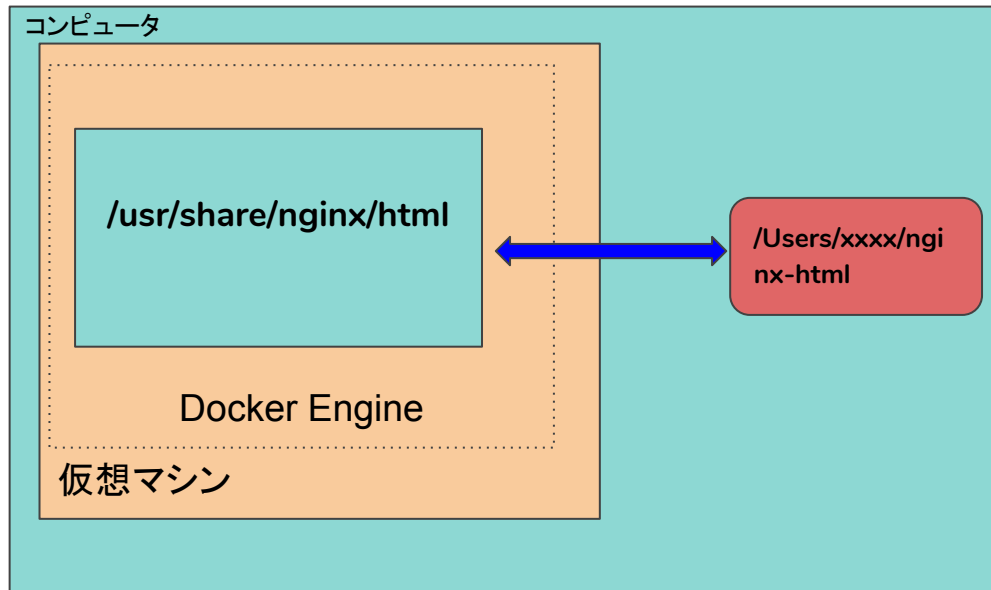 コンピュータ
/usr/share/nginx/html
/Users/xxxx/ngi
nx-html
Docker Engine
仮想マシン